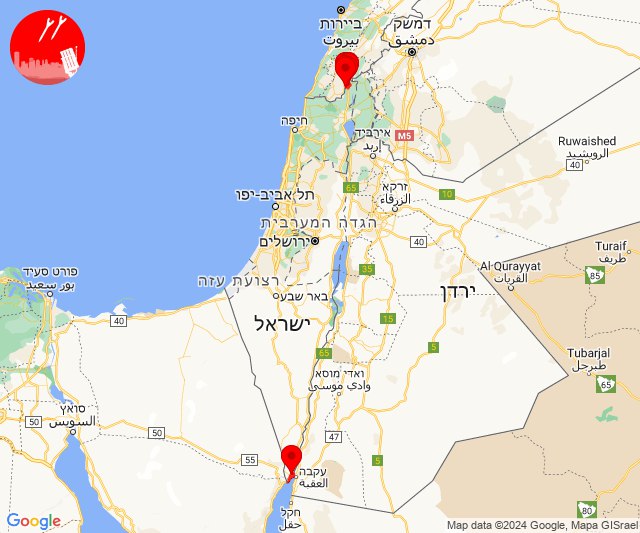 ביירות
بيروت
דמשק
دمشق
חיפה
אירביד
إربد
M5
Ruwaished
الرويشد
40
תל אביב-יפו
65
זרקא
الزرقاء
10
הגדה המערבית
ירושלים
40
Turaif
طريف
85
רצועת עזה
35
Al Qurayyat
القريات
פורט סעיד
بور سعيد
באר שבע
ירדן
40
ישראל
15
65
5
Tubarjal
طبرجل
65
ואדי מוסא
وادي موسى
50
50
סואץ
السويس
50
47
55
5
עקבה
العقبة
חקל
حقل
80
Google
Map data ©2024 Google, Mapa GISrael